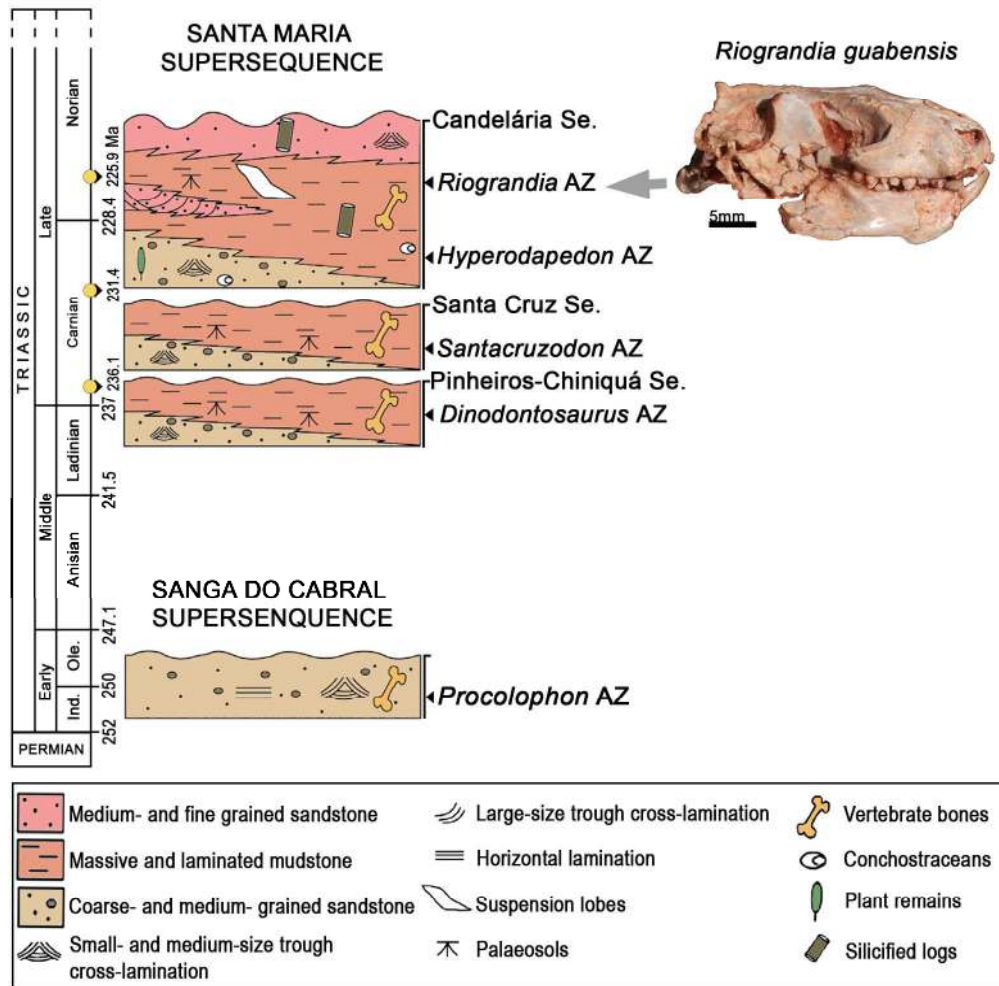 SANTA MARIA
SUPERSEQUENCE
Riograndia guabensis
5mm
TRIASSIC
Late
Middle
Early
PERMIAN
Norian
Carnian
Ladinian
Anisian
Ole.
Ind.
225.9 Ma
228.4
231.4
236.1
237
241.5
247.1
250
252
Candelária Se.
Riograndia AZ
Hyperodapedon AZ
Santa Cruz Se.
Santacruzodon AZ
Pinheiros-Chiniquá Se.
Dinodontosaurus AZ
SANGA DO CABRAL
SUPERSENQUENCE
Procolophon AZ
Medium- and fine grained sandstone
Massive and laminated mudstone
Coarse- and medium- grained sandstone
Small- and medium-size trough
cross-lamination
Large-size trough cross-lamination
Horizontal lamination
Suspension lobes
Palaeosols
Vertebrate bones
Conchostraceans
Plant remains
Silicified logs